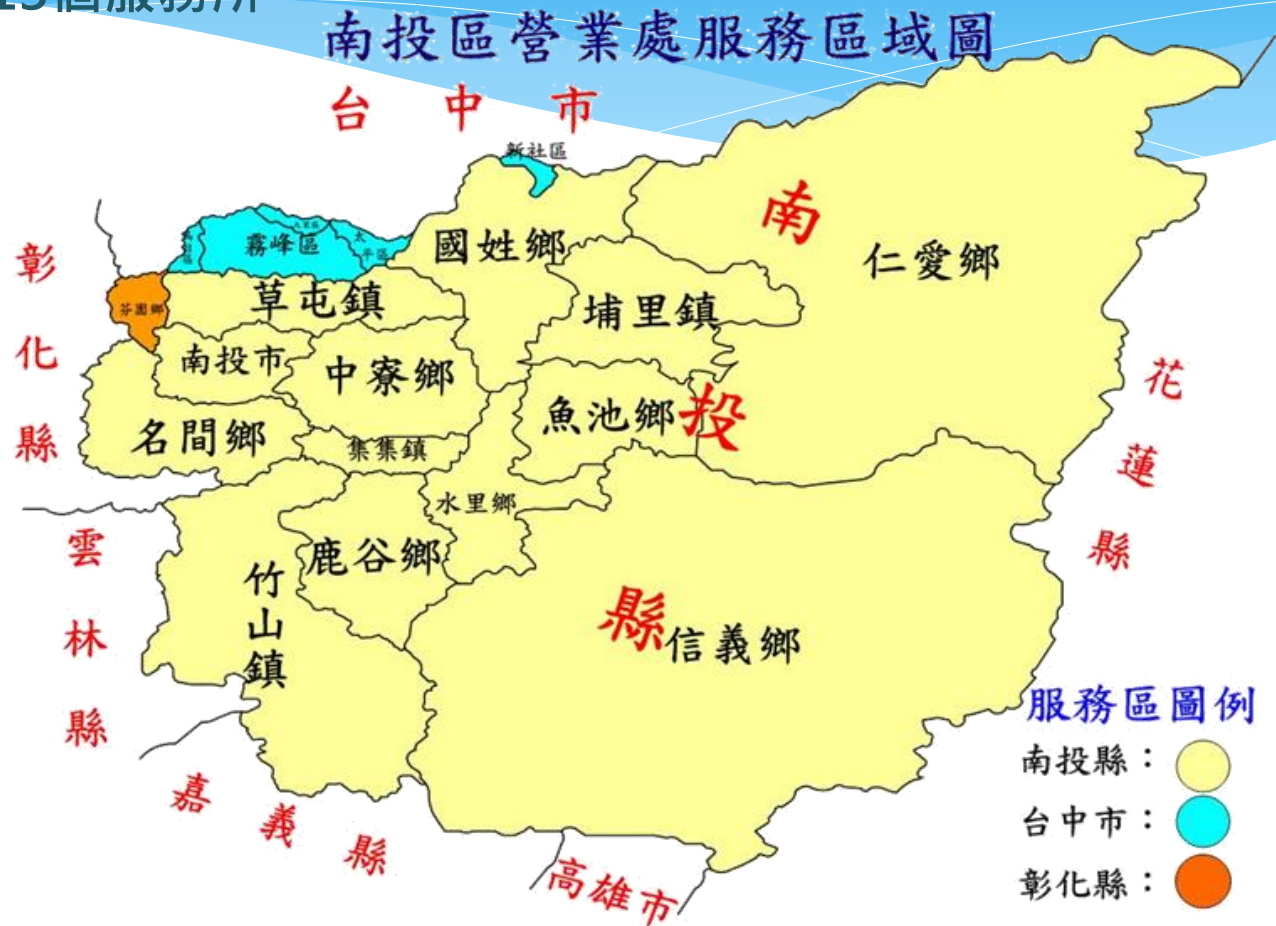 南投區營業處服務區域圖
台中市
新社區
霧峰區
太平區
國姓鄉
南投縣
仁愛鄉
彰化縣
芬園鄉
草屯鎮
埔里鎮
南投市
中寮鄉
花蓮縣
名間鄉
集集鎮
魚池鄉
水里鄉
雲林縣
鹿谷鄉
竹山鎮
信義鄉
嘉義縣
高雄市
服務區圖例
南投縣：
台中市：
彰化縣：